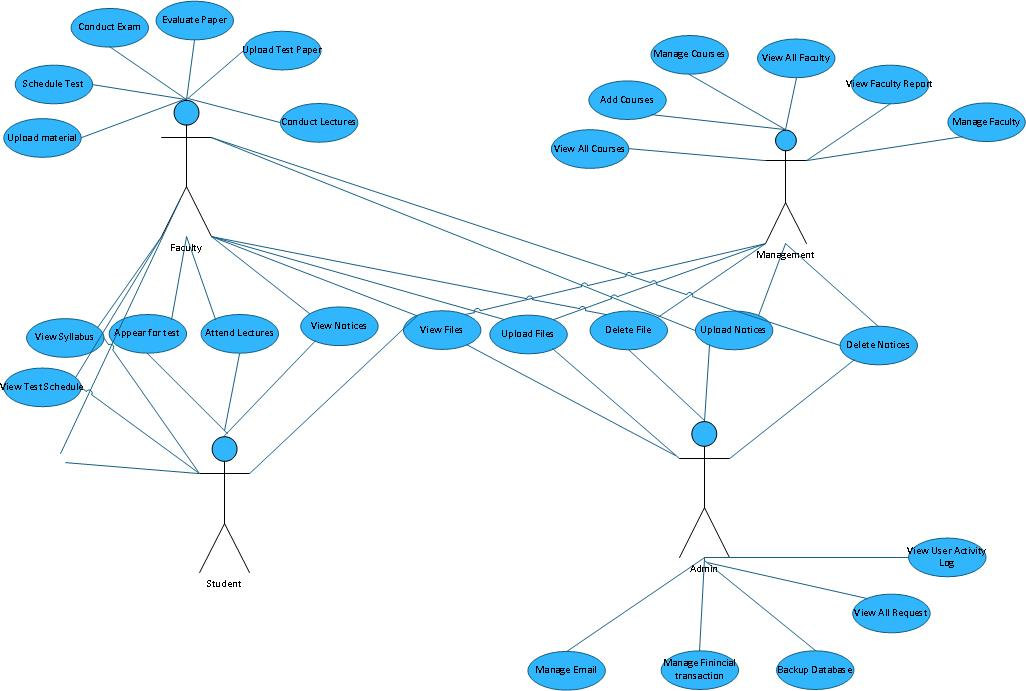 Conduct Exam
Evaluate Paper
Upload Test Paper
Schedule Test
Upload material
Conduct Lectures
Manage Courses
View All Faculty
View Faculty Report
Add Courses
Manage Faculty
View All Courses
Faculty
Management
View Syllabus
Appear for test
Attend Lectures
View Notices
View Files
Upload Files
Delete File
Upload Notices
Delete Notices
View Test Schedule
Student
Admin
View User Activity
Log
View All Request
Manage Email
Manage Finincial
transaction
Backup Database